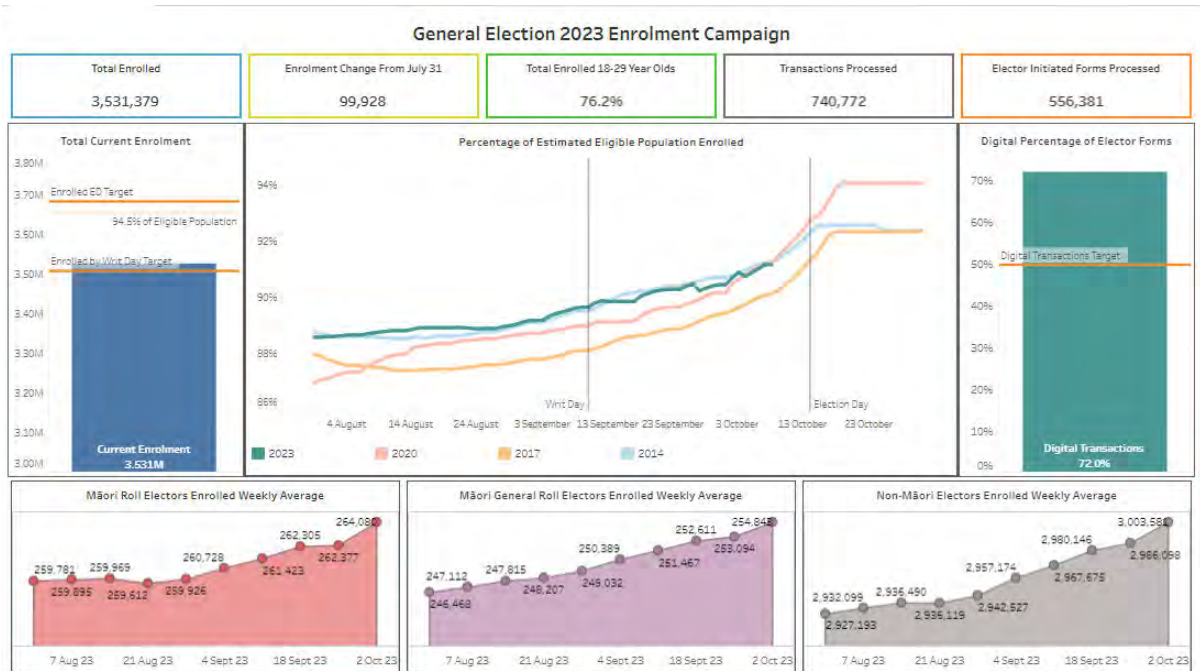 General Election 2023 Enrolment Campaign
Total Enrolled
3,531,379
Enrolment Change From July 31
99,928
Total Enrolled 18-29 Year Olds
76.2%
Transactions Processed
740,772
Elector Initiated Forms Processed
556,381
Total Current Enrolment
3.80M
3.70M
3.60M
3.50M
3.40M
3.30M
3.20M
3.10M
3.00M
Enrolled ED Target
94.5% of Eligible Population
Enrolled by Writ Day Target
Current Enrolment
3.531M
Percentage of Estimated Eligible Population Enrolled
94%
92%
90%
88%
86%
Writ Day
Election Day
4 August
14 August
24 August
3 September
13 September
23 September
3 October
13 October
23 October
2023
2020
2017
2014
Digital Percentage of Elector Forms
70%
60%
50%
40%
30%
20%
10%
0%
Digital Transactions Target
Digital Transactions
72.0%
Māori Roll Electors Enrolled Weekly Average
259,781
259,895
259,969
259,612
259,926
260,728
261,423
262,305
262,377
7 Aug 23
21 Aug 23
4 Sept 23
18 Sept 23
2 Oct 23
Māori General Roll Electors Enrolled Weekly Average
246,468
247,112
247,815
248,207
249,032
250,389
251,467
252,611
253,094
7 Aug 23
21 Aug 23
4 Sept 23
18 Sept 23
2 Oct 23
Non-Māori Electors Enrolled Weekly Average
2,927,193
2,932,099
2,936,490
2,942,527
2,957,174
2,967,675
2,980,146
7 Aug 23
21 Aug 23
4 Sept 23
18 Sept 23
2 Oct 23